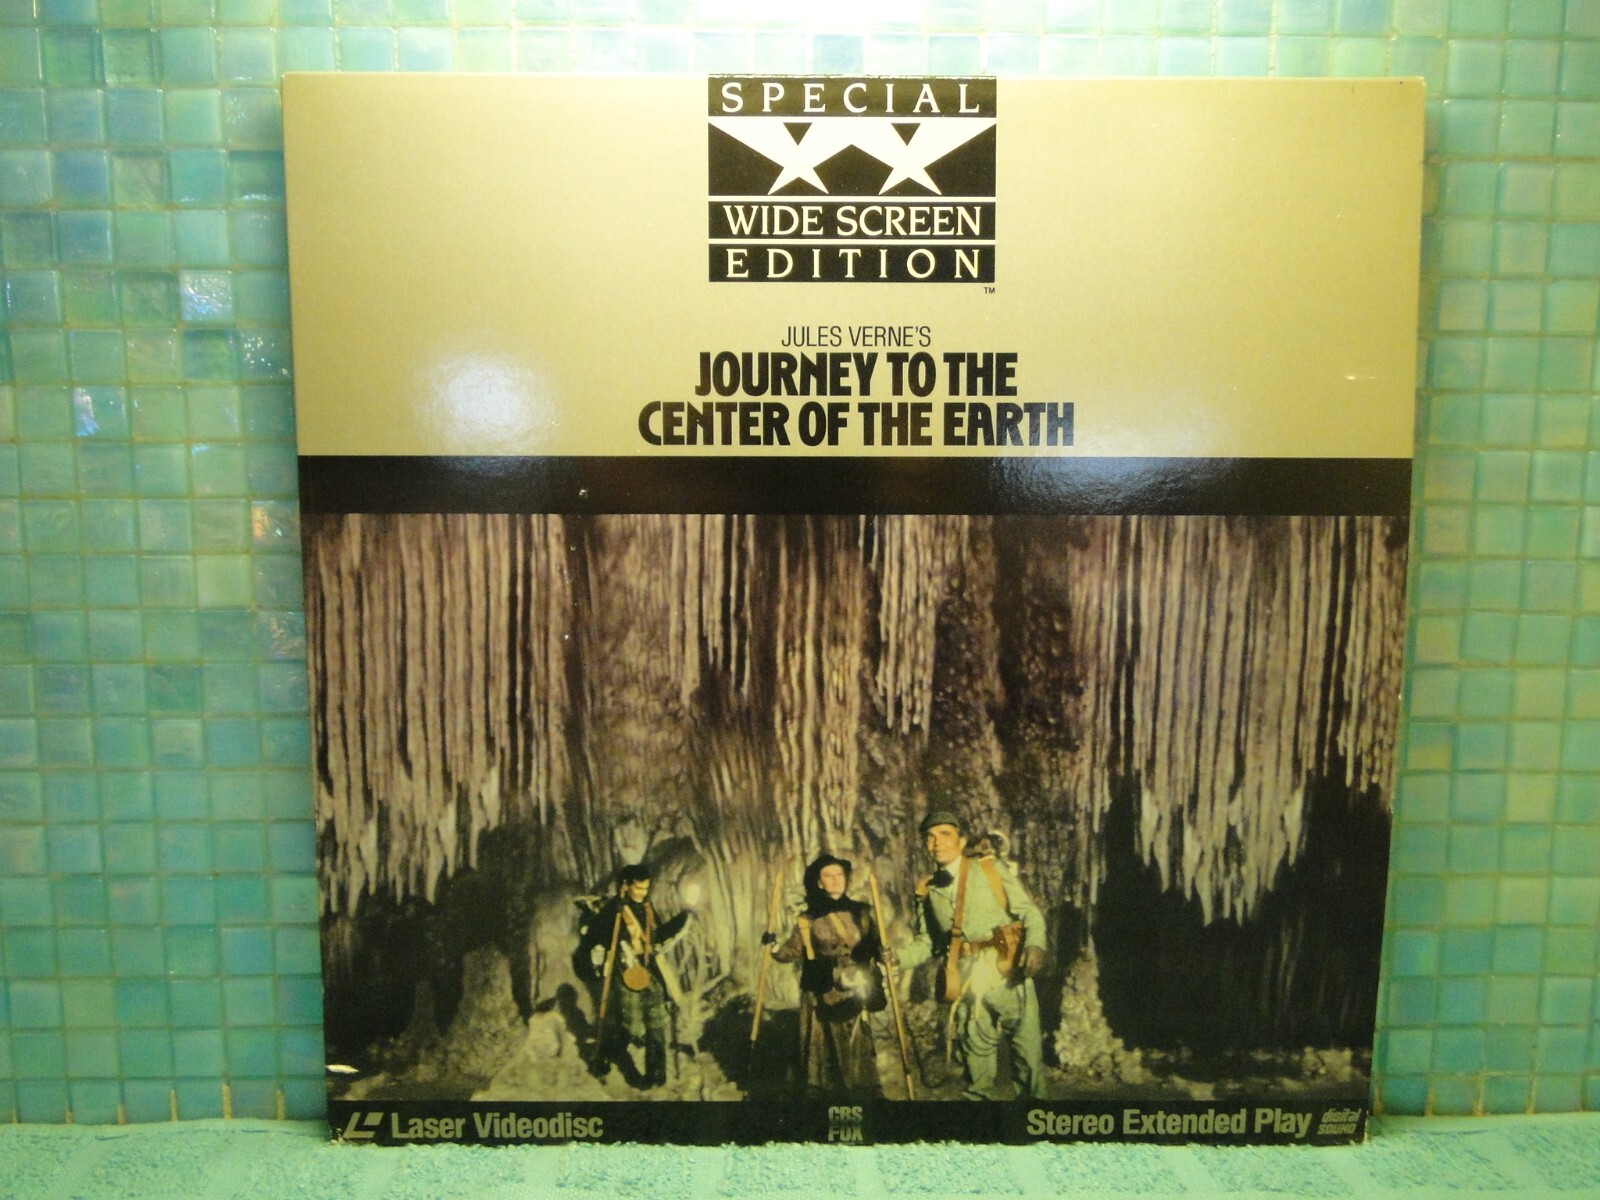 SPECIAL
WIDE SCREEN
EDITION
TM
JULES VERNE'S
JOURNEY TO THE
CENTER OF THE EARTH
Laser Videodisc
CBS
FOX
Stereo Extended Play
digital
SOUND